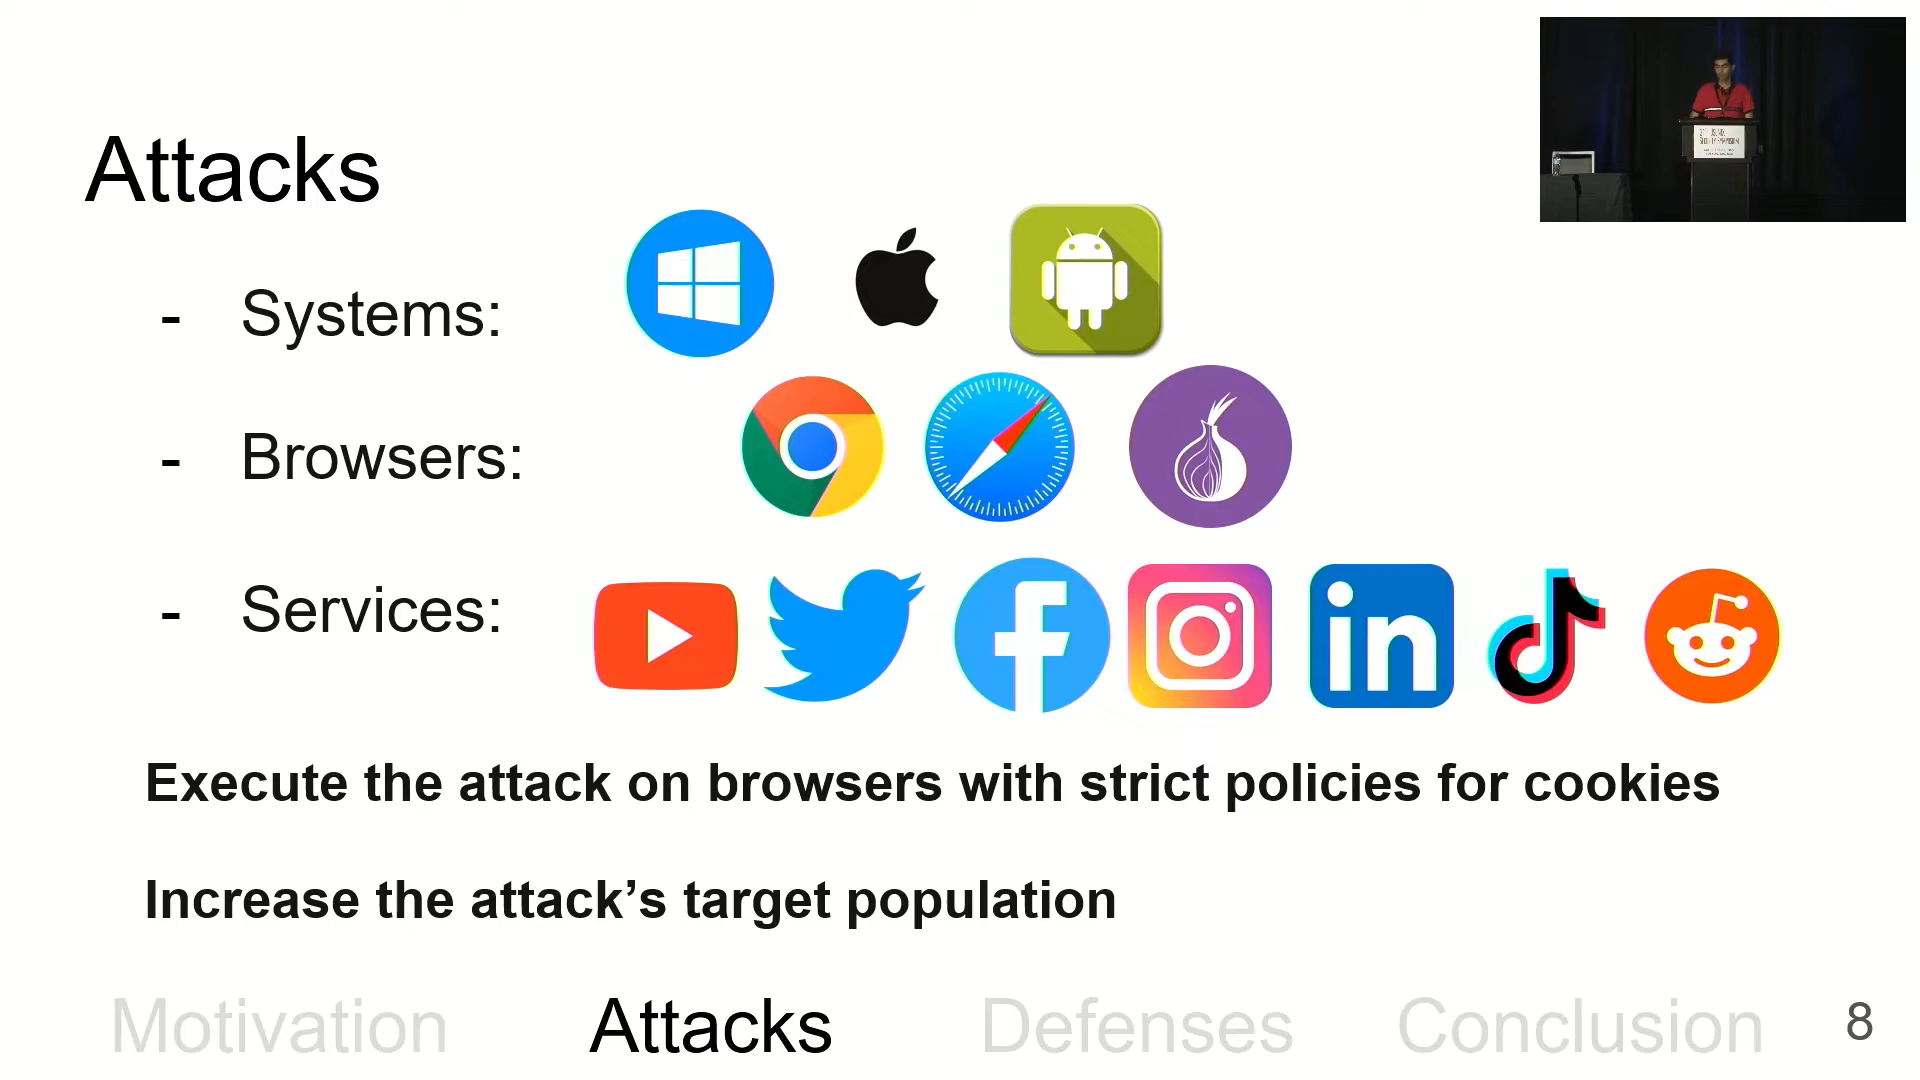 Attacks
- Systems:
- Browsers:
- Services:
in
Execute the attack on browsers with strict policies for cookies
Increase the attack’s target population
Motivation Attacks Defenses Conclusion 8